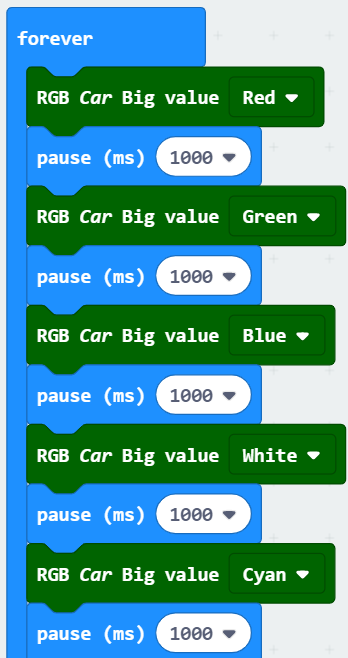 forever
RGB Car Big value Red
pause (ms) 1000
RGB Car Big value Green
pause (ms) 1000
RGB Car Big value Blue
pause (ms) 1000
RGB Car Big value White
pause (ms) 1000
RGB Car Big value Cyan
pause (ms) 1000